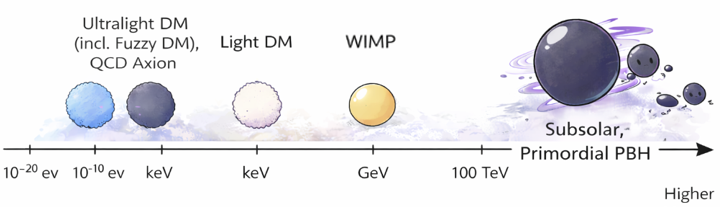 Ultralight DM
(incl. Fuzzy DM),
QCD Axion
Light DM
WIMP
Subsolar,
Primordial PBH
10⁻²⁰ ev
10⁻¹⁰ ev
keV
keV
GeV
100 TeV
Higher